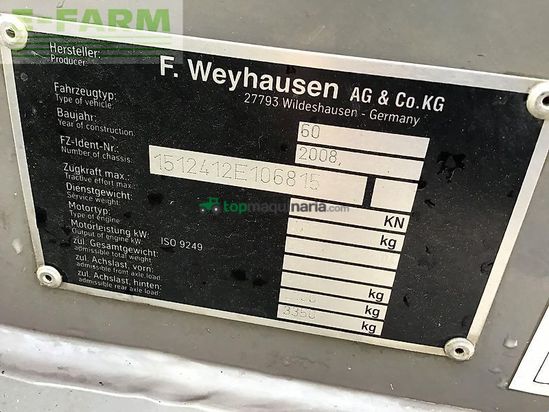 E-FARM
Hersteller:
Producer
F. Weyhausen AG & Co. KG
27793 Wildeshausen - Germany
Fahrzeugtyp:
Type of vehicle:
60
Baujahr:
Year of construction:
2008,
FZ-Ident-Nr.:
Number of chassis:
1512412E106815
Zugkraft max.:
Tractive effort max.:
KN
Dienstgewicht:
Service weight:
kg
Motortyp:
Type of engine:
Motorleistung kW:
Output of engine kW:
ISO 9249
zul. Gesamtgewicht:
admissible total weight:
zul. Achslast, vorn:
admissible front axle load:
kg
zul. Achslast, hinten:
admissible rear axle load:
3350 kg
topmaquinaria.com